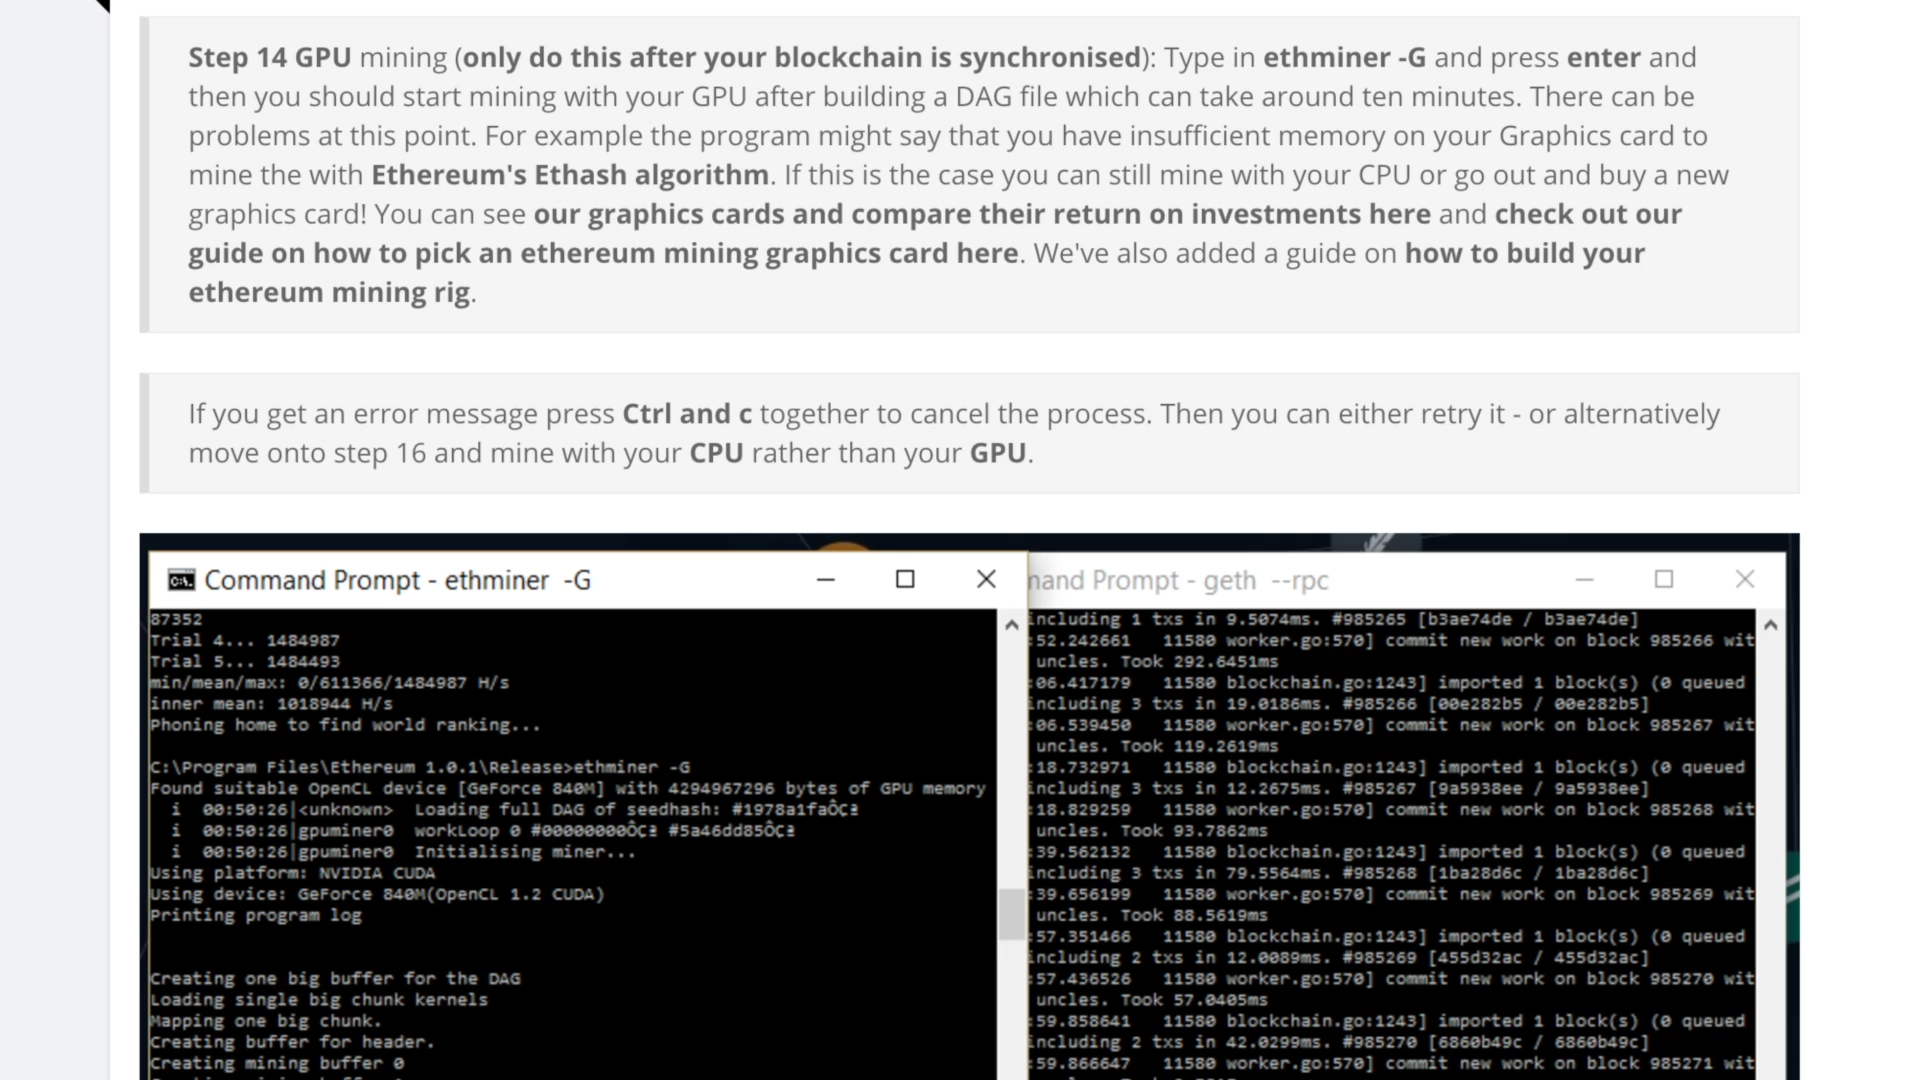 Step 14 GPU mining (only do this after your blockchain is synchronised): Type in ethminer -G and press enter and
then you should start mining with your GPU after building a DAG file which can take around ten minutes. There can be
problems at this point. For example the program might say that you have insufficient memory on your Graphics card to
mine the with Ethereum's Ethash algorithm. If this is the case you can still mine with your CPU or go out and buy a new
graphics card! You can see our graphics cards and compare their return on investments here and check out our
guide on how to pick an ethereum mining graphics card here. We've also added a guide on how to build your
ethereum mining rig.
If you get an error message press Ctrl and c together to cancel the process. Then you can either retry it - or alternatively
move onto step 16 and mine with your CPU rather than your GPU.
Command Prompt - ethminer -G
87352
Trial 4... 1484987
Trial 5... 1484493
min/mean/max: 0/611366/1484987 H/s
inner mean: 1018944 H/s
Phoning home to find world ranking...
C:\Program Files\Ethereum 1.0.1\Release>ethminer -G
Found suitable OpenCL device [GeForce 840M] with 4294967296 bytes of GPU memory
i 00:50:26|<unknown> Loading full DAG of seedhash: #1978a1faÔÇª
i 00:50:26|gpuminer0 workLoop 0 #00000000ÔÇª #5a46dd85ÔÇª
i 00:50:26|gpuminer0 Initialising miner...
Using platform: NVIDIA CUDA
Using device: GeForce 840M(OpenCL 1.2 CUDA)
Printing program log
Creating one big buffer for the DAG
Loading single big chunk kernels
Mapping one big chunk.
Creating buffer for header.
Creating mining buffer 0
mand Prompt - geth --rpc
including 1 txs in 9.5074ms. #985265 [b3ae74de / b3ae74de]
:52.242661 11580 worker.go:570] commit new work on block 985266 wit
uncles. Took 292.6451ms
:06.417179 11580 blockchain.go:1243] imported 1 block(s) (0 queued
including 3 txs in 19.0186ms. #985266 [00e282b5 / 00e282b5]
:06.539450 11580 worker.go:570] commit new work on block 985267 wit
uncles. Took 119.2619ms
:18.732971 11580 blockchain.go:1243] imported 1 block(s) (0 queued
including 3 txs in 12.2675ms. #985267 [9a5938ee / 9a5938ee]
:18.829259 11580 worker.go:570] commit new work on block 985268 wit
uncles. Took 93.7862ms
:39.562132 11580 blockchain.go:1243] imported 1 block(s) (0 queued
including 3 txs in 79.5564ms. #985268 [1ba28d6c / 1ba28d6c]
:39.656199 11580 worker.go:570] commit new work on block 985269 wit
uncles. Took 88.5619ms
:57.351466 11580 blockchain.go:1243] imported 1 block(s) (0 queued
including 2 txs in 12.0089ms. #985269 [455d32ac / 455d32ac]
:57.436526 11580 worker.go:570] commit new work on block 985270 wit
uncles. Took 57.0405ms
:59.858641 11580 blockchain.go:1243] imported 1 block(s) (0 queued
including 2 txs in 42.0299ms. #985270 [6860b49c / 6860b49c]
:59.866647 11580 worker.go:570] commit new work on block 985271 wit